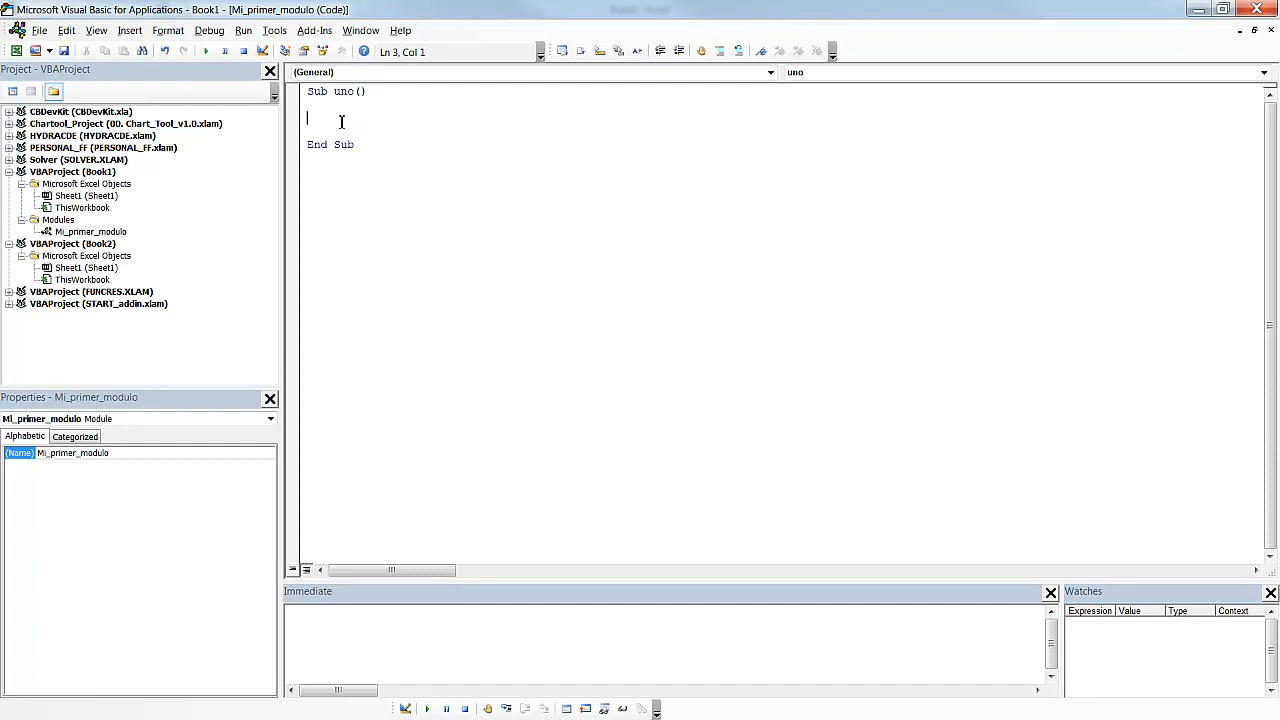 Microsoft Visual Basic for Applications - Book1 - [Mi_primer_modulo (Code)]
File Edit View Insert Format Debug Run Tools Add-Ins Window Help
Ln 3, Col 1
Project - VBAProject
CBDevKit (CBDevKit.xla)
Chartool_Project (00. Chart_Tool_v1.0.xlam)
HYDRACDE (HYDRACDE.xlam)
PERSONAL_FF (PERSONAL_FF.xlam)
Solver (SOLVER.XLAM)
VBAProject (Book1)
Microsoft Excel Objects
Sheet1 (Sheet1)
ThisWorkbook
Modules
Mi_primer_modulo
VBAProject (Book2)
Microsoft Excel Objects
Sheet1 (Sheet1)
ThisWorkbook
VBAProject (FUNCRES.XLAM)
VBAProject (START_addin.xlam)
Properties - Mi_primer_modulo
Mi_primer_modulo Module
Alphabetic Categorized
(Name) Mi_primer_modulo
(General) uno
Sub uno()
End Sub
Immediate
Watches
Expression Value Type Context